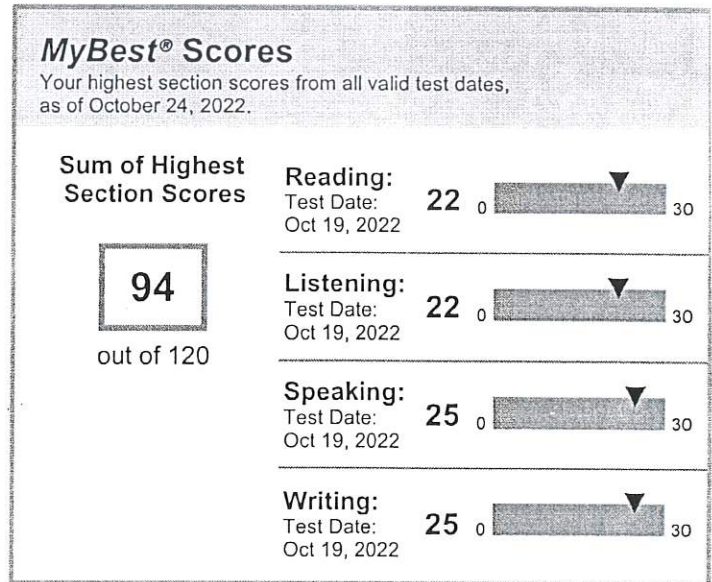 MyBest® Scores
Your highest section scores from all valid test dates,
as of October 24, 2022.
Sum of Highest
Section Scores
94
out of 120
Reading:
Test Date:
Oct 19, 2022
22
0
30
Listening:
Test Date:
Oct 19, 2022
22
0
30
Speaking:
Test Date:
Oct 19, 2022
25
0
30
Writing:
Test Date:
Oct 19, 2022
25
0
30